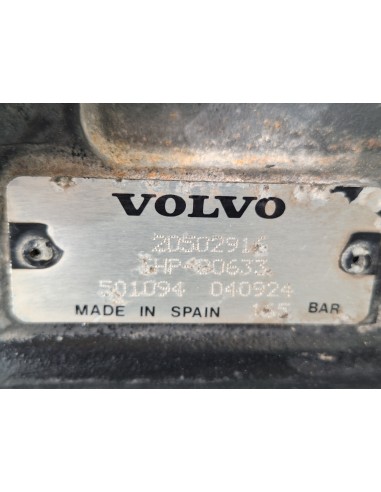 VOLVO
20502916
501094 040924
MADE IN SPAIN 165 BAR